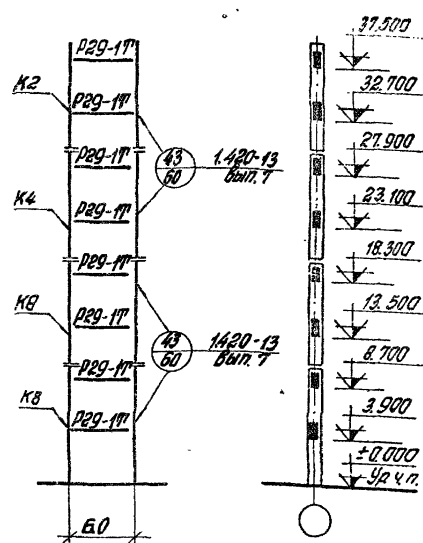 Р29-1Т
К2
Р29-1Т
Р29-1Т
43
60
1.420-13
Вып. 7
К4
Р29-1Т
Р29-1Т
К8
Р29-1Т
43
60
1.420-13
Вып. 7
Р29-1Т
К8
Р29-1Т
6.0
37.500
32.700
27.900
23.100
18.300
13.500
8.700
3.900
±0.000
Ур.ч.п.